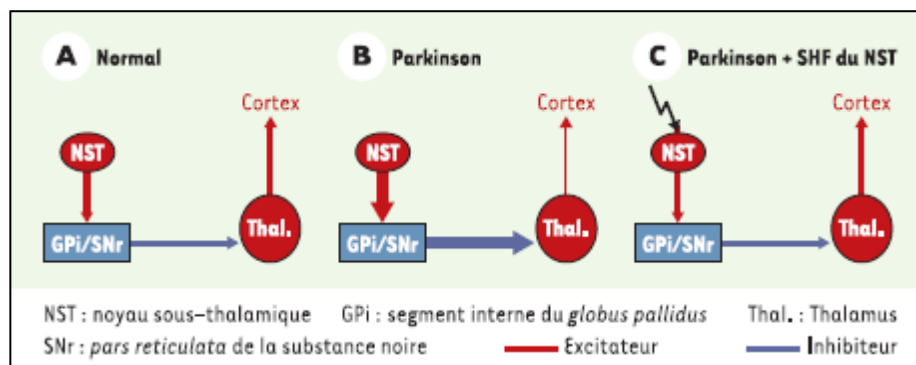 A Normal
B Parkinson
C Parkinson + SHF du NST
Cortex
Cortex
Cortex
NST
NST
NST
GPi/SNr
Thal.
GPi/SNr
Thal.
GPi/SNr
Thal.
NST : noyau sous-thalamique GPi : segment interne du globus pallidus Thal. : Thalamus
SNr : pars reticulata de la substance noire Excitateur Inhibiteur